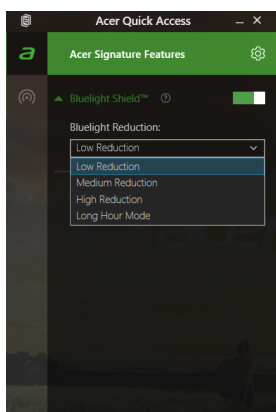 Acer Quick Access
Acer Signature Features
Bluelight Shield™
Bluelight Reduction:
Low Reduction
Low Reduction
Medium Reduction
High Reduction
Long Hour Mode